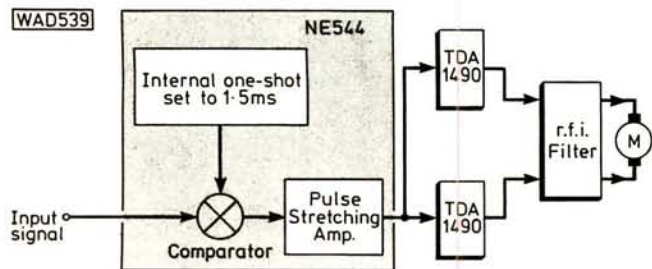 WAD539
NE544
Internal one-shot
set to 1·5ms
Input
signal
Comparator
Pulse
Stretching
Amp.
TDA
1490
TDA
1490
r.f.i.
Filter
M